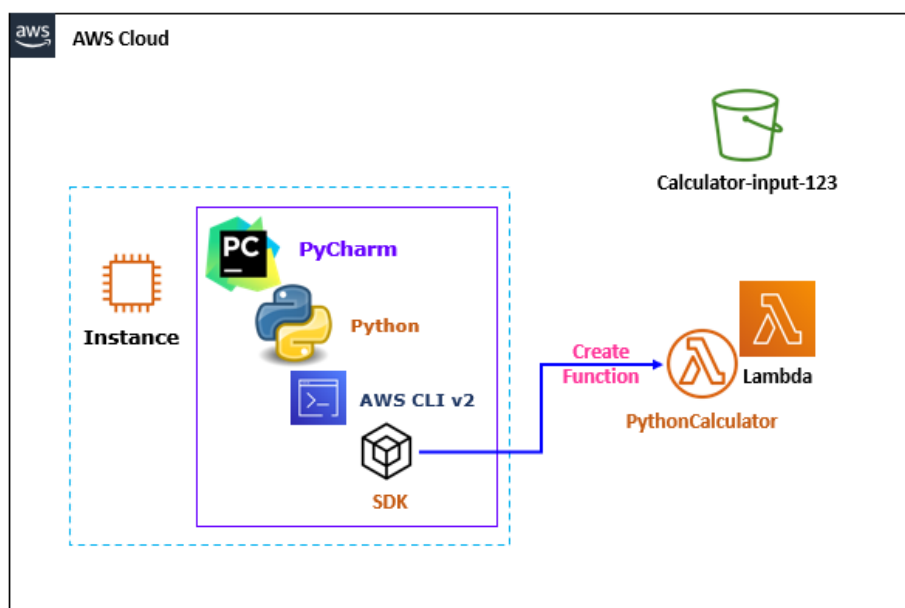 aws
AWS Cloud
Calculator-input-123
PC
PyCharm
Instance
Python
AWS CLI v2
SDK
Create
Function
Lambda
PythonCalculator